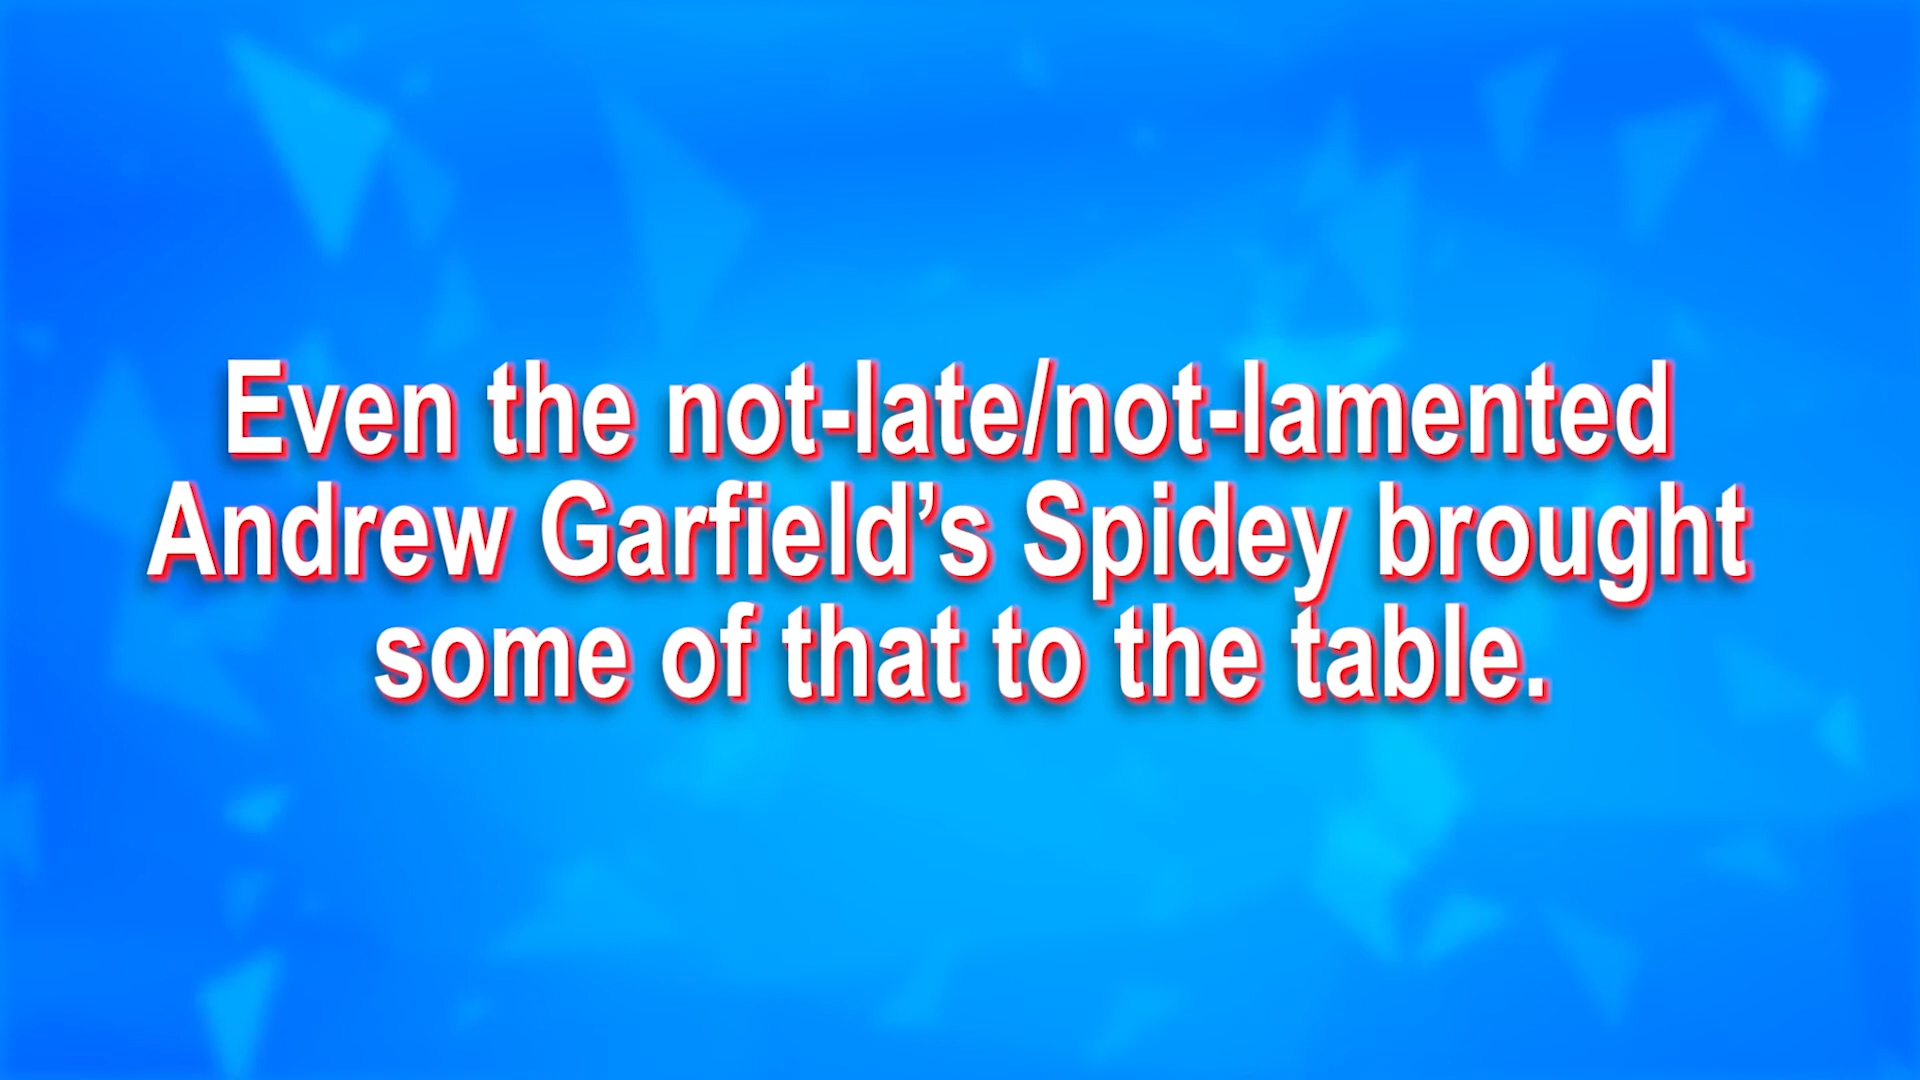 Even the not-late/not-lamented
Andrew Garfield’s Spidey brought
some of that to the table.